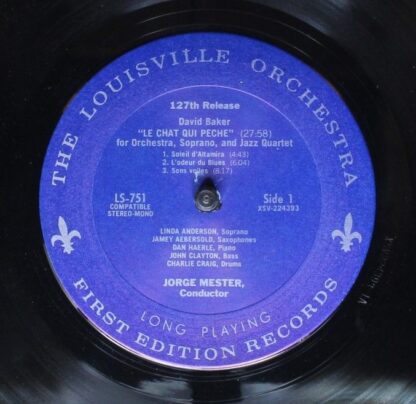 THE LOUISVILLE ORCHESTRA
127th Release
David Baker
"LE CHAT QUI PECHE" (27:58)
for Orchestra, Soprano, and Jazz Quartet
1. Soleil d'Altamira (4:43)
2. L'odeur du Blues (6:04)
3. Sons voiles (8:17)
LS-751
COMPATIBLE
STEREO-MONO
Side 1
XSV-224393
LINDA ANDERSON, Soprano
JAMEY AEBERSOLD, Saxophones
DAN HAERLE, Piano
JOHN CLAYTON, Bass
CHARLIE CRAIG, Drums
JORGE MESTER,
Conductor
LONG PLAYING
FIRST EDITION RECORDS